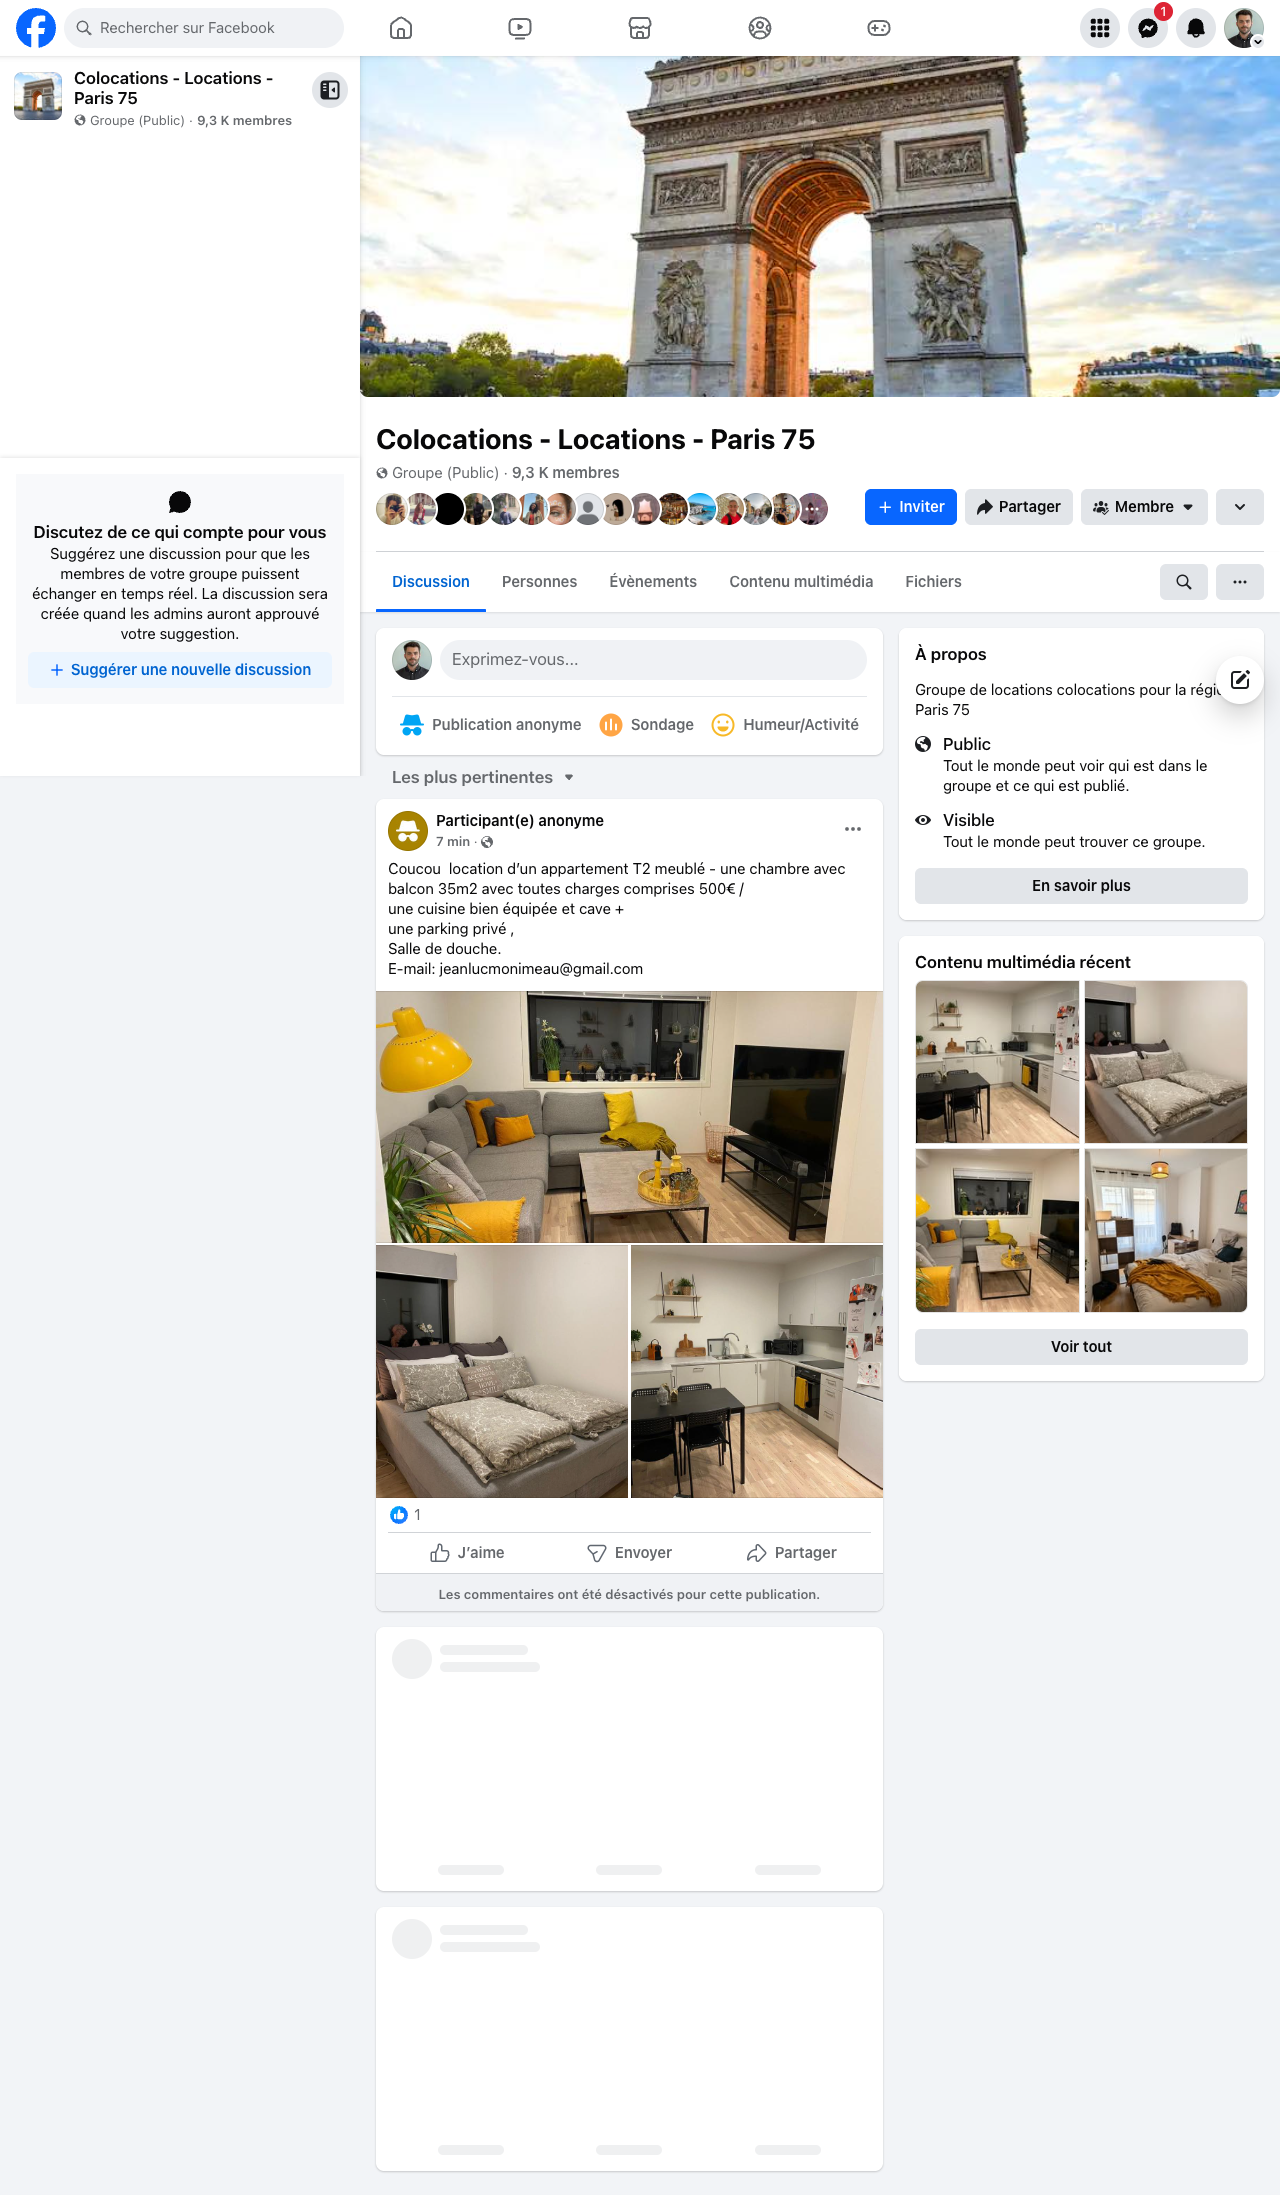 Rechercher sur Facebook
1
Colocations - Locations -
Paris 75
Groupe (Public) · 9,3 K membres
Discutez de ce qui compte pour vous
Suggérez une discussion pour que les
membres de votre groupe puissent
échanger en temps réel. La discussion sera
créée quand les admins auront approuvé
votre suggestion.
Suggérer une nouvelle discussion
Colocations - Locations - Paris 75
Groupe (Public) · 9,3 K membres
Inviter
Partager
Membre
Discussion
Personnes
Évènements
Contenu multimédia
Fichiers
Exprimez-vous...
Publication anonyme
Sondage
Humeur/Activité
Les plus pertinentes
Participant(e) anonyme
7 min ·
Coucou  location d’un appartement T2 meublé - une chambre avec
balcon 35m2 avec toutes charges comprises 500€ /
une cuisine bien équipée et cave +
une parking privé ,
Salle de douche.
E-mail: jeanlucmonimeau@gmail.com
1
J’aime
Envoyer
Partager
Les commentaires ont été désactivés pour cette publication.
À propos
Groupe de locations colocations pour la
Paris 75
Public
Tout le monde peut voir qui est dans le
groupe et ce qui est publié.
Visible
Tout le monde peut trouver ce groupe.
En savoir plus
Contenu multimédia récent
Voir tout